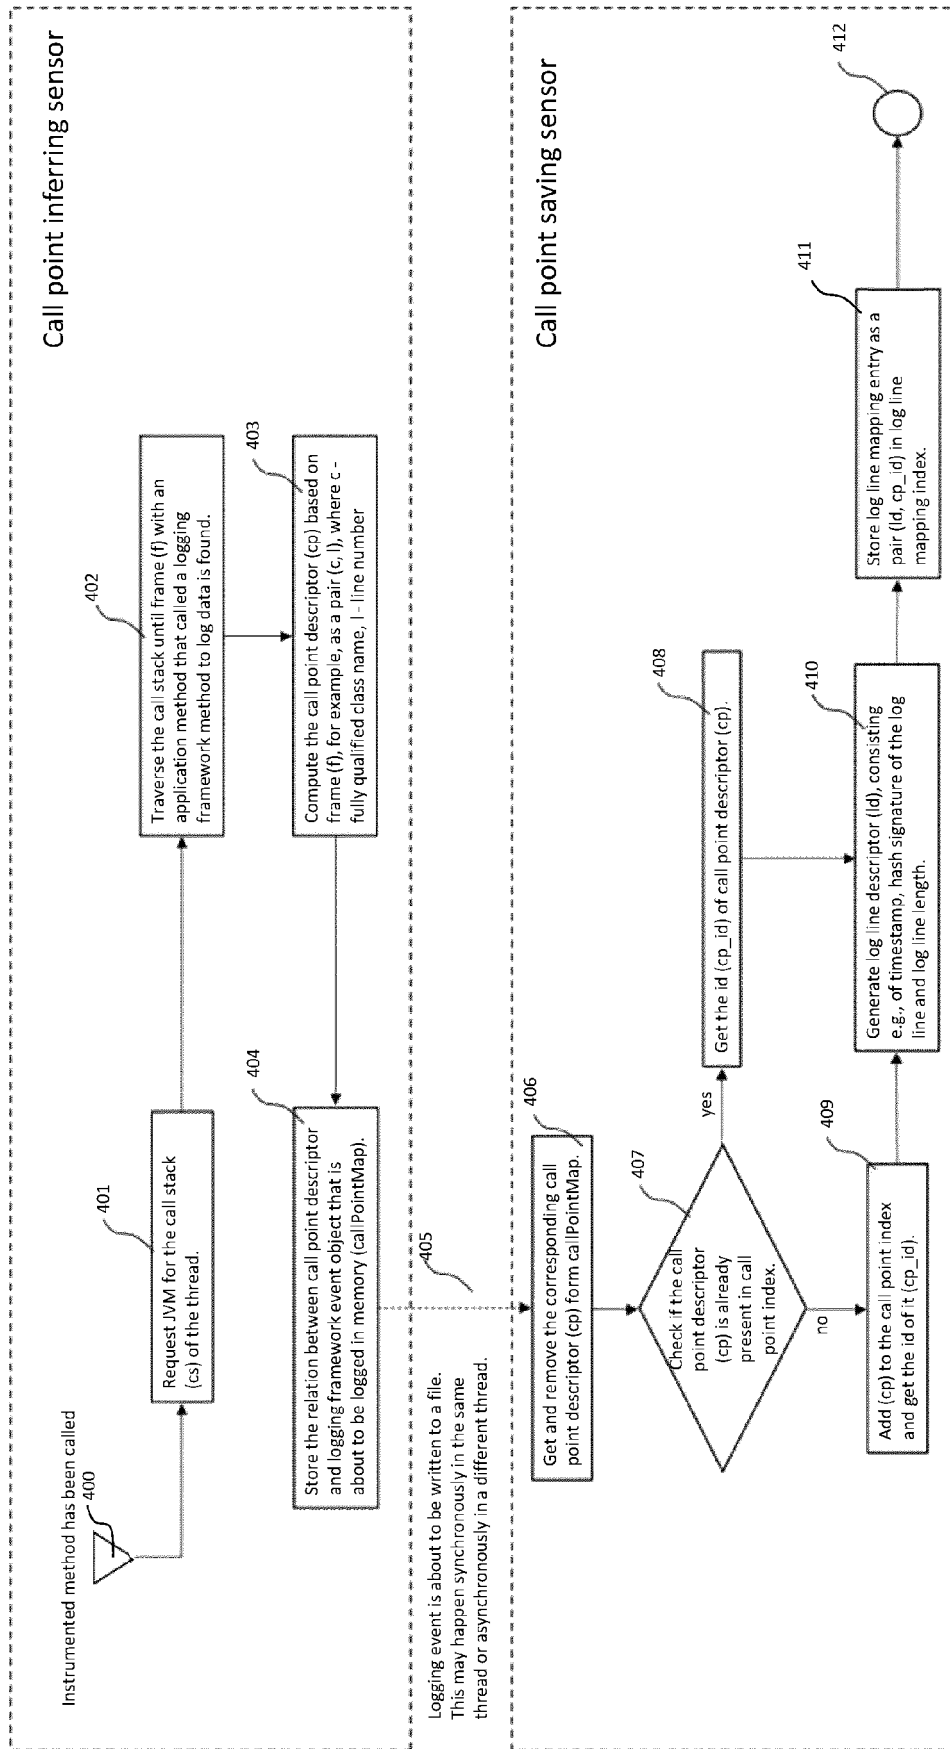 Call point inferring sensor
Instrumented method has been called
400
401
Request JVM for the call stack
(cs) of the thread.
402
Traverse the call stack until frame (f) with an
application method that called a logging
framework method to log data is found.
403
Compute the call point descriptor (cp) based on
frame (f), for example, as a pair (c, l), where c -
fully qualified class name, l - line number
404
Store the relation between call point descriptor
and logging framework event object that is
about to be logged in memory (callPointMap).
Logging event is about to be written to a file.
This may happen synchronously in the same
thread or asynchronously in a different thread.
405
Call point saving sensor
406
Get and remove the corresponding call
point descriptor (cp) form callPointMap.
407
Check if the call
point descriptor
(cp) is already
present in call
point index.
yes
no
408
Get the id (cp_id) of call point descriptor (cp).
409
Add (cp) to the call point index
and get the id of it (cp_id).
410
Generate log line descriptor (ld), consisting
e.g., of timestamp, hash signature of the log
line and log line length.
411
Store log line mapping entry as a
pair (ld, cp_id) in log line
mapping index.
412